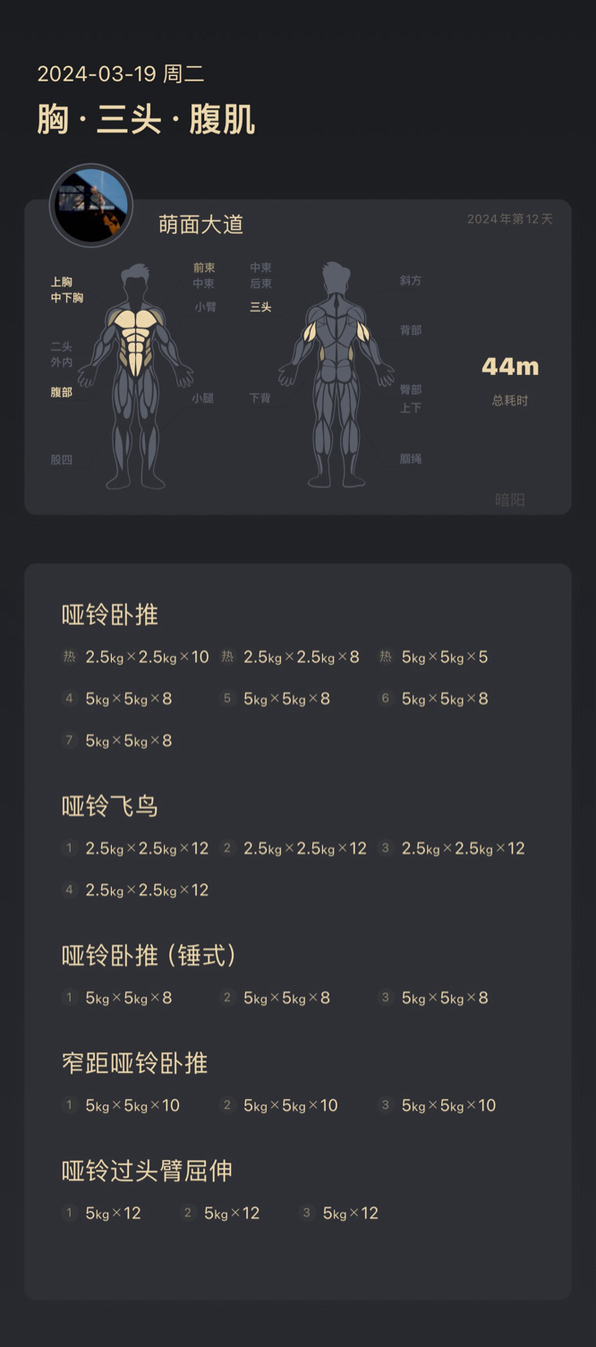 2024-03-19 周二
胸 · 三头 · 腹肌
萌面大道
2024年第12天
上胸
中下胸
二头
外内
腹部
股四
前束
中束
小臂
小腿
中束
后束
三头
下背
斜方
背部
臀部
上下
腘绳
44m
总耗时
暗阳
哑铃卧推
热 2.5kg×2.5kg×10 热 2.5kg×2.5kg×8 热 5kg×5kg×5
4 5kg×5kg×8 5 5kg×5kg×8 6 5kg×5kg×8
7 5kg×5kg×8
哑铃飞鸟
1 2.5kg×2.5kg×12 2 2.5kg×2.5kg×12 3 2.5kg×2.5kg×12
4 2.5kg×2.5kg×12
哑铃卧推（锤式）
1 5kg×5kg×8 2 5kg×5kg×8 3 5kg×5kg×8
窄距哑铃卧推
1 5kg×5kg×10 2 5kg×5kg×10 3 5kg×5kg×10
哑铃过头臂屈伸
1 5kg×12 2 5kg×12 3 5kg×12